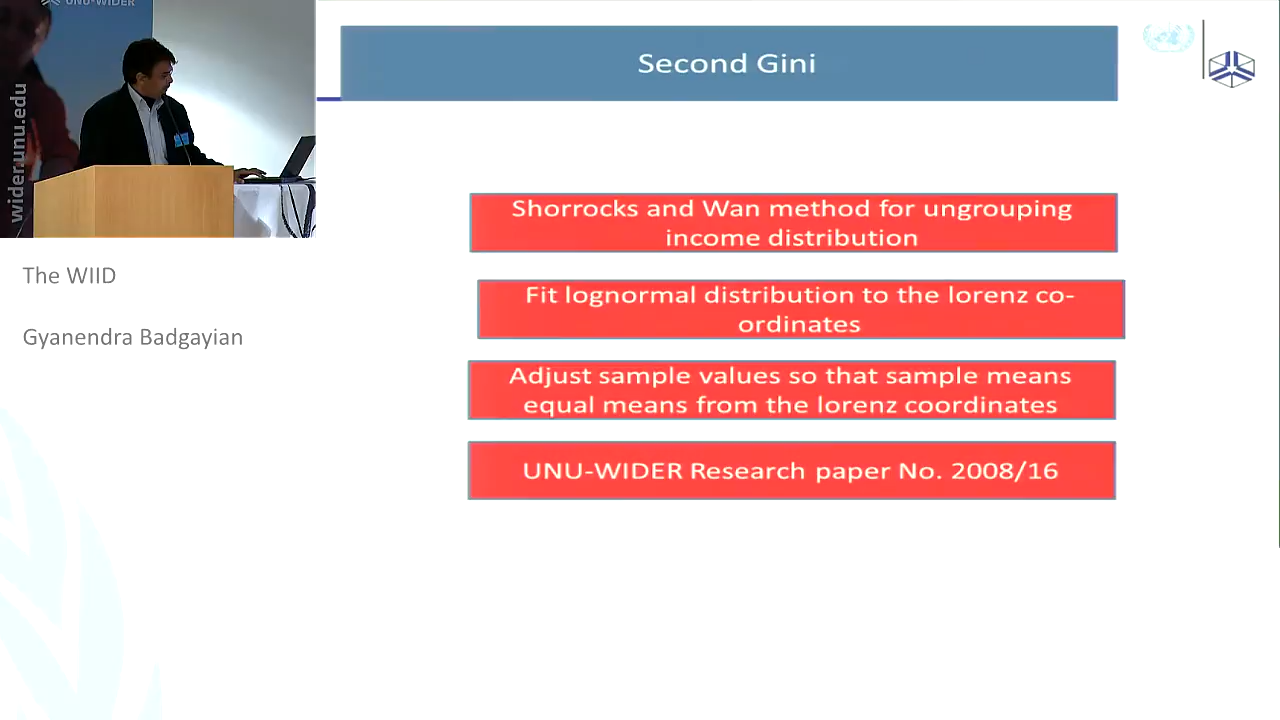 UNU-WIDER
wider.unu.edu
Second Gini
Shorrocks and Wan method for ungrouping
income distribution
Fit lognormal distribution to the lorenz co-
ordinates
Adjust sample values so that sample means
equal means from the lorenz coordinates
UNU-WIDER Research paper No. 2008/16
The WIID
Gyanendra Badgayian